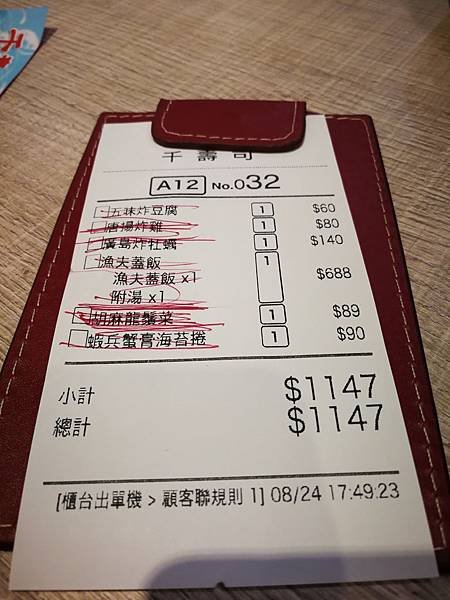 千壽司
A12 No.032
五味炸豆腐 1 $60
唐揚炸雞 1 $80
廣島炸牡蠣 1 $140
漁夫蓋飯 1 $688
漁夫蓋飯 x1
附湯 x1
胡麻龍鬚菜 1 $89
蝦兵蟹膏海苔捲 1 $90
小計 $1147
總計 $1147
[櫃台出單機 > 顧客聯規則 1] 08/24 17:49:23